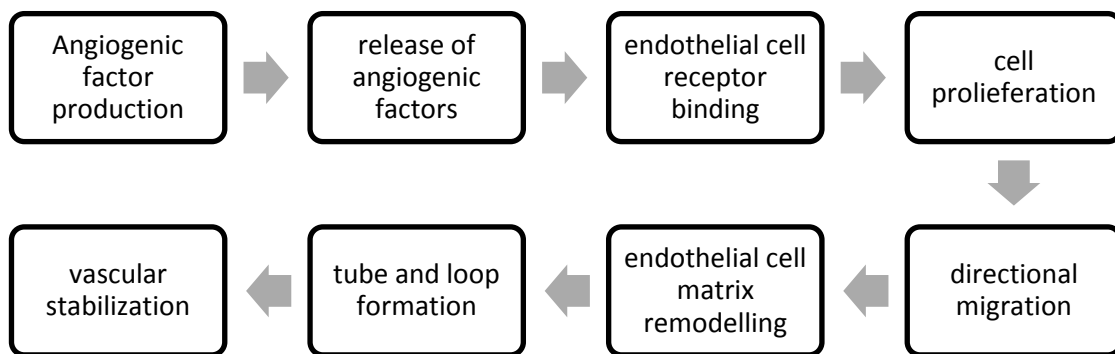 Angiogenic
factor
production
release of
angiogenic
factors
endothelial cell
receptor
binding
cell
prolieferation
directional
migration
endothelial cell
matrix
remodelling
tube and loop
formation
vascular
stabilization